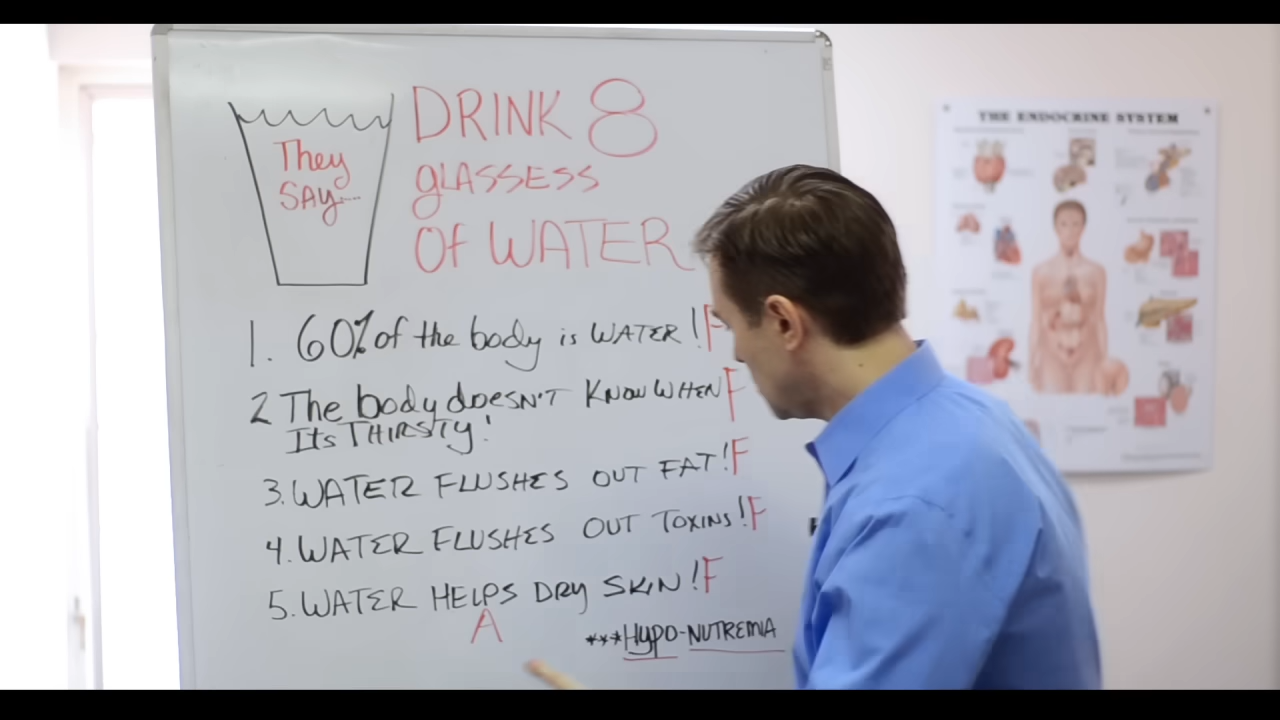 They
SAY...
DRINK 8
gLASSESS
Of WATER
1. 60% of the body is WATER! F
2 The body doesN'T KNOW WHEN F
Its THIRSTY!
3. WATER FLUSHES OUT FAT! F
4. WATER FLUSHES OUT TOXINS! F
5. WATER HELPS DRY SKIN! F
A
***Hypo-NUTREMIA
THE ENDOCRINE SYSTEM